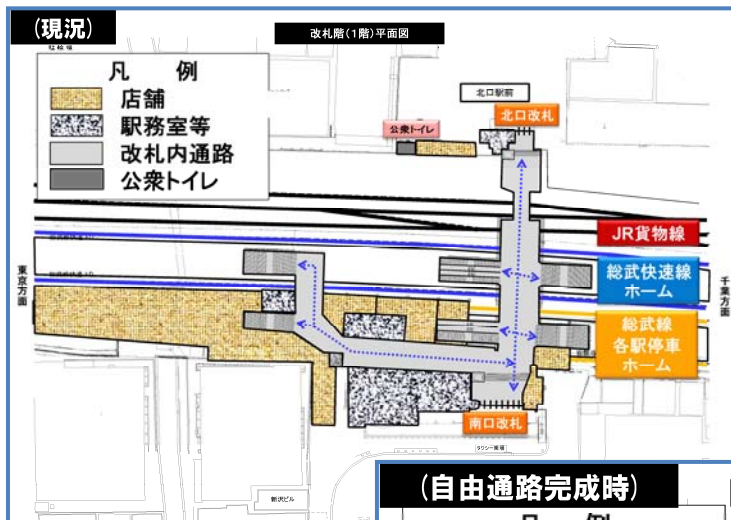 (現況)
改札階(1階)平面図
凡 例
店舗
駅務室等
改札内通路
公衆トイレ
北口駅前
北口改札
公衆トイレ
JR貨物線
総武快速線
ホーム
東京方面
千葉方面
総武線
各駅停車
ホーム
南口改札
新沢ビル
(自由通路完成時)
凡 例